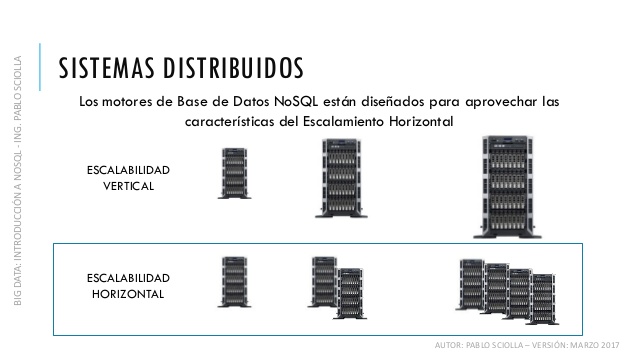 SISTEMAS DISTRIBUIDOS
Los motores de Base de Datos NoSQL están diseñados para aprovechar las
características del Escalamiento Horizontal
ESCALABILIDAD
VERTICAL
ESCALABILIDAD
HORIZONTAL
BIG DATA: INTRODUCCIÓN A NOSQL - ING. PABLO SCIOLLA
AUTOR: PABLO SCIOLLA – VERSIÓN: MARZO 2017